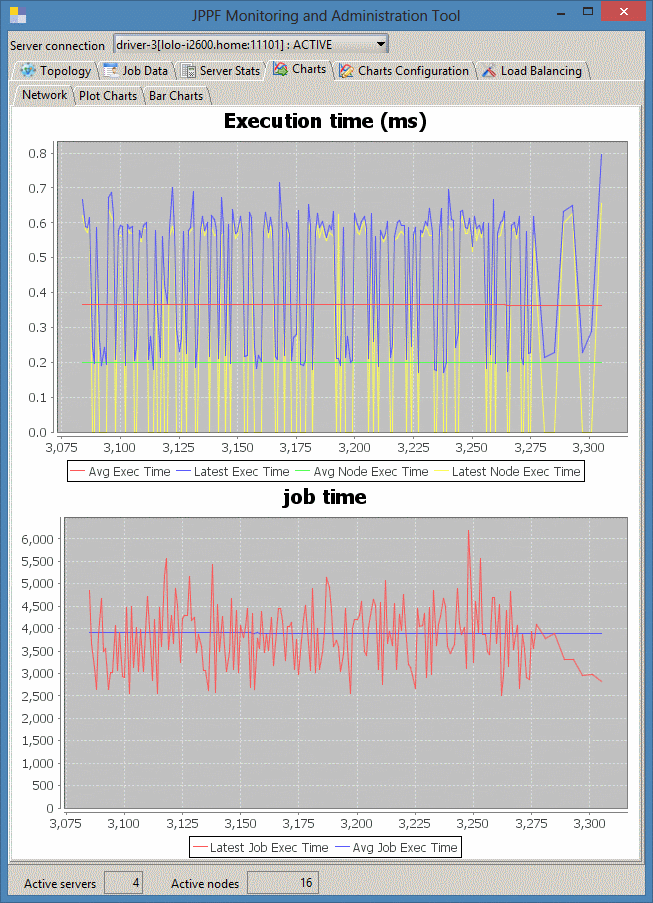 JPPF Monitoring and Administration Tool
Server connection driver-3[lolo-i2600.home:11101] : ACTIVE
Topology Job Data Server Stats Charts Charts Configuration Load Balancing
Network Plot Charts Bar Charts
Execution time (ms)
0.8
0.7
0.6
0.5
0.4
0.3
0.2
0.1
0.0
3,075 3,100 3,125 3,150 3,175 3,200 3,225 3,250 3,275 3,300
Avg Exec Time Latest Exec Time Avg Node Exec Time Latest Node Exec Time
job time
6,000
5,500
5,000
4,500
4,000
3,500
3,000
2,500
2,000
1,500
1,000
500
0
3,075 3,100 3,125 3,150 3,175 3,200 3,225 3,250 3,275 3,300
Latest Job Exec Time Avg Job Exec Time
Active servers 4 Active nodes 16